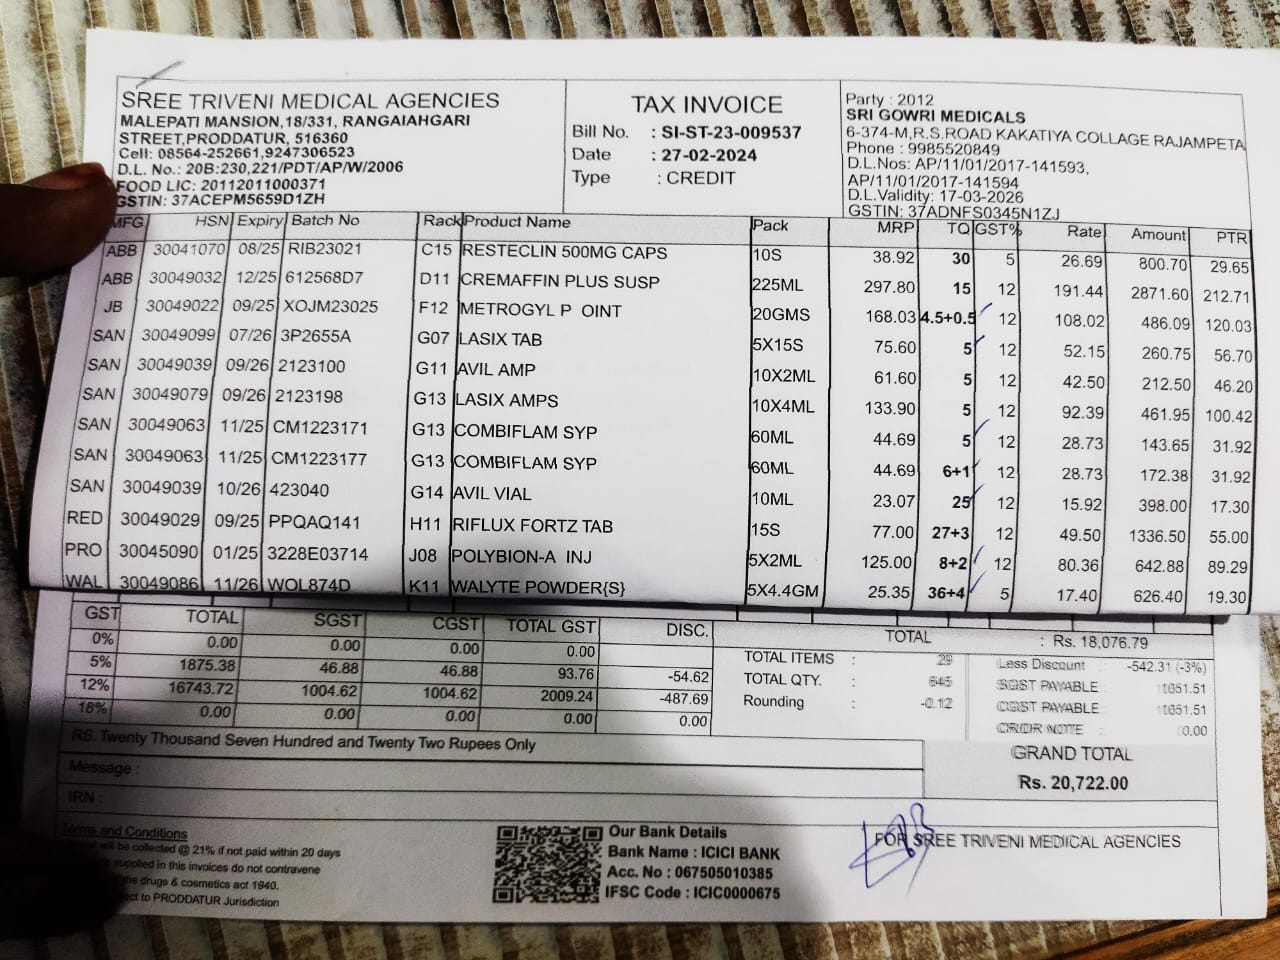 SREE TRIVENI MEDICAL AGENCIES
MALEPATI MANSION,18/331, RANGAIAHGARI
STREET,PRODDATUR, 516360
Cell: 08564-252661,9247306523
D.L. No.: 20B:230,221/PDT/AP/W/2006
FOOD LIC: 20112011000371
GSTIN: 37ACEPM5659D1ZH
TAX INVOICE
Bill No. : SI-ST-23-009537
Date : 27-02-2024
Type : CREDIT
Party : 2012
SRI GOWRI MEDICALS
6-374-M,R.S.ROAD KAKATIYA COLLAGE RAJAMPETA
Phone : 9985520849
D.L.Nos: AP/11/01/2017-141593,
AP/11/01/2017-141594
D.L.Validity: 17-03-2026
GSTIN: 37ADNFS0345N1ZJ
MFG HSN Expiry Batch No Rack Product Name Pack MRP TQ GST% Rate Amount PTR
ABB 30041070 08/25 RIB23021 C15 RESTECLIN 500MG CAPS 10S 38.92 30 5 26.69 800.70 29.65
ABB 30049032 12/25 612568D7 D11 CREMAFFIN PLUS SUSP 225ML 297.80 15 12 191.44 2871.60 212.71
JB 30049022 09/25 XOJM23025 F12 METROGYL P OINT 20GMS 168.03 4.5+0.5 12 108.02 486.09 120.03
SAN 30049099 07/26 3P2655A G07 LASIX TAB 5X15S 75.60 5 12 52.15 260.75 56.70
SAN 30049039 09/26 2123100 G11 AVIL AMP 10X2ML 61.60 5 12 42.50 212.50 46.20
SAN 30049079 09/26 2123198 G13 LASIX AMPS 10X4ML 133.90 5 12 92.39 461.95 100.42
SAN 30049063 11/25 CM1223171 G13 COMBIFLAM SYP 60ML 44.69 5 12 28.73 143.65 31.92
SAN 30049063 11/25 CM1223177 G13 COMBIFLAM SYP 60ML 44.69 6+1 12 28.73 172.38 31.92
SAN 30049039 10/26 423040 G14 AVIL VIAL 10ML 23.07 25 12 15.92 398.00 17.30
RED 30049029 09/25 PPQAQ141 H11 RIFLUX FORTZ TAB 15S 77.00 27+3 12 49.50 1336.50 55.00
PRO 30045090 01/25 3228E03714 J08 POLYBION-A INJ 5X2ML 125.00 8+2 12 80.36 642.88 89.29
WAL 30049086 11/26 WOL874D K11 WALYTE POWDER{S} 5X4.4GM 25.35 36+4 5 17.40 626.40 19.30
GST TOTAL SGST CGST TOTAL GST DISC.
0% 0.00 0.00 0.00 0.00
5% 1875.38 46.88 46.88 93.76 -54.62
12% 16743.72 1004.62 1004.62 2009.24 -487.69
18% 0.00 0.00 0.00 0.00 0.00
TOTAL : Rs. 18,076.79
TOTAL ITEMS : 29
TOTAL QTY. : 645
Rounding : -0.12
Less Discount : -542.31 (-3%)
SGST PAYABLE : 1051.51
CGST PAYABLE : 1051.51
CR/DR NOTE : 0.00
RS. Twenty Thousand Seven Hundred and Twenty Two Rupees Only
GRAND TOTAL
Rs. 20,722.00
Message :
IRN :
Terms and Conditions
will be collected @ 21% if not paid within 20 days
supplied in this invoices do not contravene
the drugs & cosmetics act 1940.
to PRODDATUR Jurisdiction
Our Bank Details
Bank Name : ICICI BANK
Acc. No : 067505010385
IFSC Code : ICIC0000675
FOR SREE TRIVENI MEDICAL AGENCIES